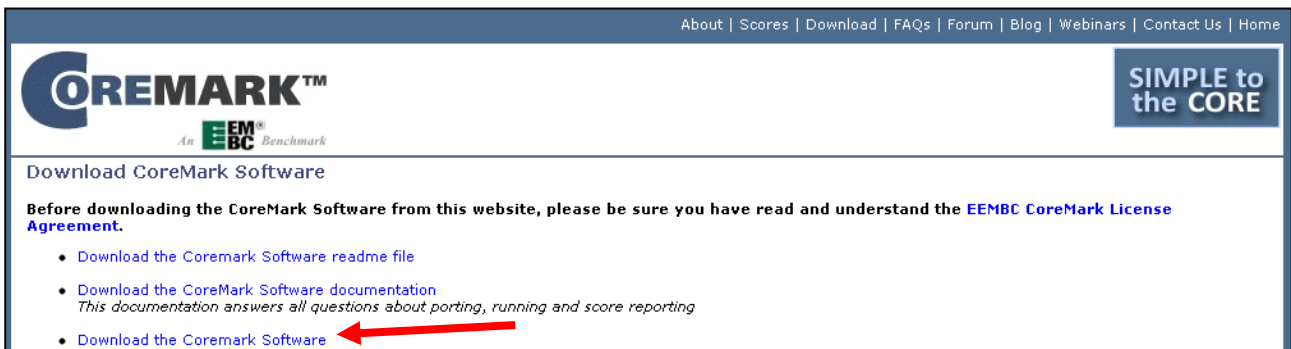 About | Scores | Download | FAQs | Forum | Blog | Webinars | Contact Us | Home
COREMARK™
SIMPLE to
the CORE
An EEMBC® Benchmark
Download CoreMark Software
Before downloading the CoreMark Software from this website, please be sure you have read and understand the EEMBC CoreMark License
Agreement.
• Download the Coremark Software readme file
• Download the CoreMark Software documentation
This documentation answers all questions about porting, running and score reporting
• Download the Coremark Software